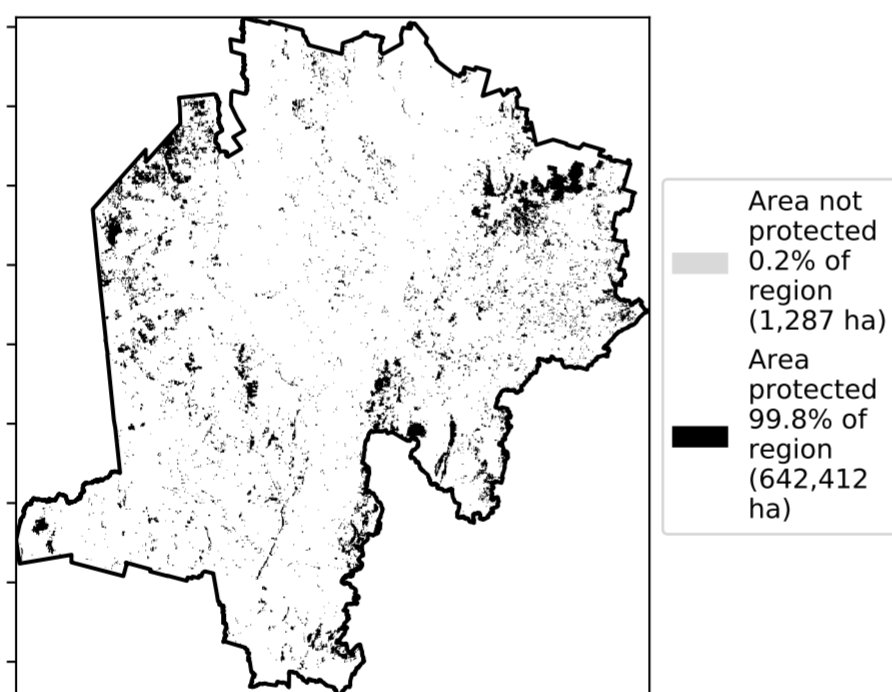 Area not
protected
0.2% of
region
(1,287 ha)
Area
protected
99.8% of
region
(642,412
ha)